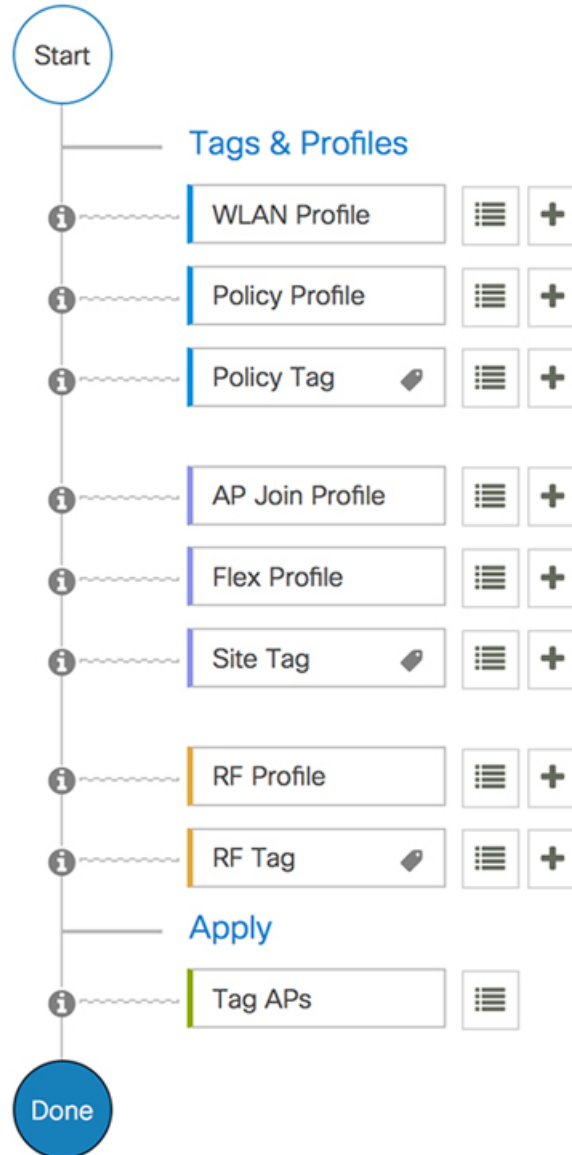 Start
Tags & Profiles
WLAN Profile
Policy Profile
Policy Tag
AP Join Profile
Flex Profile
Site Tag
RF Profile
RF Tag
Apply
Tag APs
Done